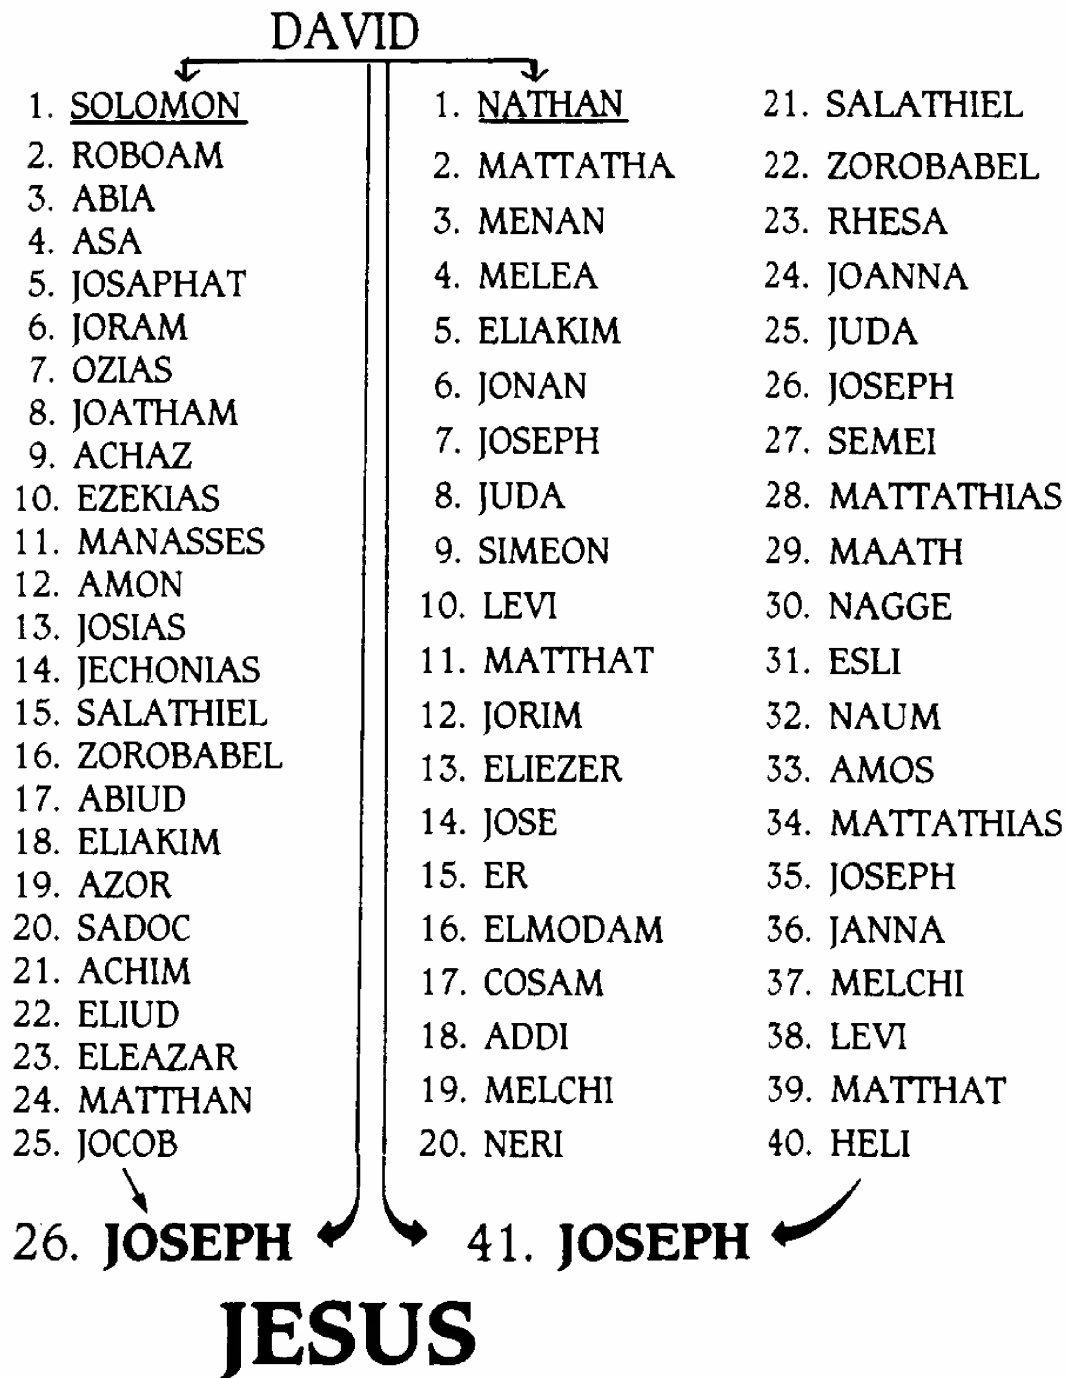 DAVID
1. SOLOMON
2. ROBOAM
3. ABIA
4. ASA
5. JOSAPHAT
6. JORAM
7. OZIAS
8. JOATHAM
9. ACHAZ
10. EZEKIAS
11. MANASSES
12. AMON
13. JOSIAS
14. JECHONIAS
15. SALATHIEL
16. ZOROBABEL
17. ABIUD
18. ELIAKIM
19. AZOR
20. SADOC
21. ACHIM
22. ELIUD
23. ELEAZAR
24. MATTHAN
25. JOCOB
26. JOSEPH
1. NATHAN
2. MATTATHA
3. MENAN
4. MELEA
5. ELIAKIM
6. JONAN
7. JOSEPH
8. JUDA
9. SIMEON
10. LEVI
11. MATTHAT
12. JORIM
13. ELIEZER
14. JOSE
15. ER
16. ELMODAM
17. COSAM
18. ADDI
19. MELCHI
20. NERI
21. SALATHIEL
22. ZOROBABEL
23. RHESA
24. JOANNA
25. JUDA
26. JOSEPH
27. SEMEI
28. MATTATHIAS
29. MAATH
30. NAGGE
31. ESLI
32. NAUM
33. AMOS
34. MATTATHIAS
35. JOSEPH
36. JANNA
37. MELCHI
38. LEVI
39. MATTHAT
40. HELI
41. JOSEPH
JESUS